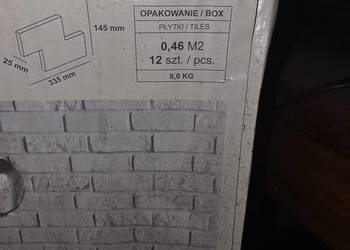 145 mm
25 mm
335 mm
OPAKOWANIE / BOX
PŁYTKI / TILES
0,46 M2
12 szt. / pcs.
8,0 KG